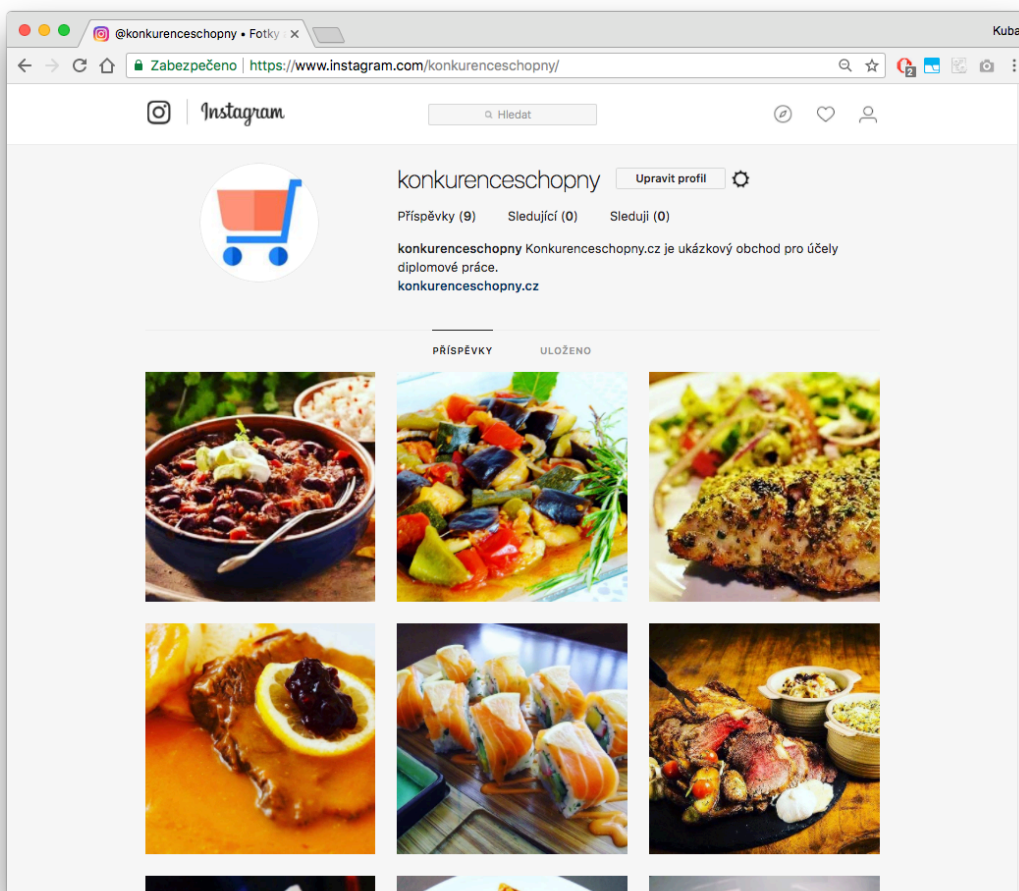 @konkurenceschopny • Fotky
Kuba
Zabezpečeno | https://www.instagram.com/konkurenceschopny/
2
Instagram
Hledat
konkurenceschopny Upravit profil
Příspěvky (9) Sledující (0) Sleduji (0)
konkurenceschopny Konkurenceschopny.cz je ukázkový obchod pro účely
diplomové práce.
konkurenceschopny.cz
PŘÍSPĚVKY ULOŽENO